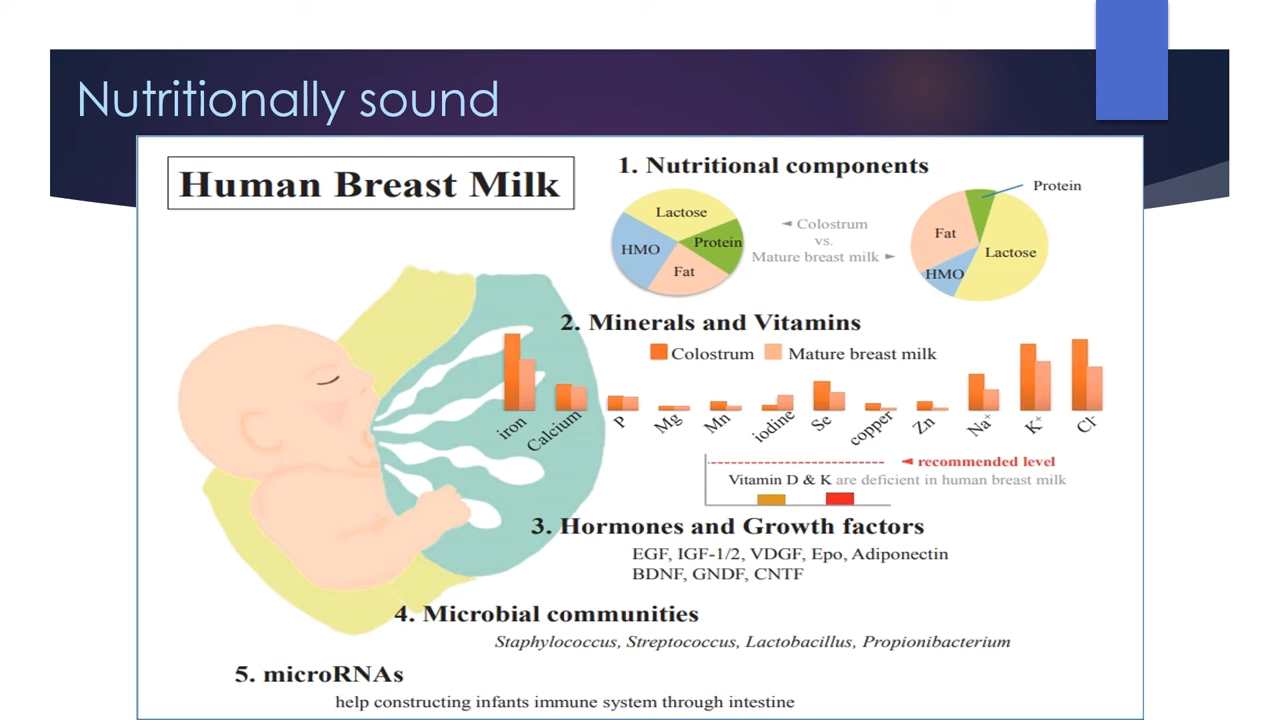 Nutritionally sound
Human Breast Milk
1. Nutritional components
Lactose
HMO
Protein
Fat
◄ Colostrum
vs.
Mature breast milk ►
Protein
Fat
Lactose
HMO
2. Minerals and Vitamins
Colostrum
Mature breast milk
iron
Calcium
P
Mg
Mn
iodine
Se
copper
Zn
Na⁺
K⁺
Cl⁻
◄ recommended level
Vitamin D & K are deficient in human breast milk
3. Hormones and Growth factors
EGF, IGF-1/2, VDGF, Epo, Adiponectin
BDNF, GNDF, CNTF
4. Microbial communities
Staphylococcus, Streptococcus, Lactobacillus, Propionibacterium
5. microRNAs
help constructing infants immune system through intestine